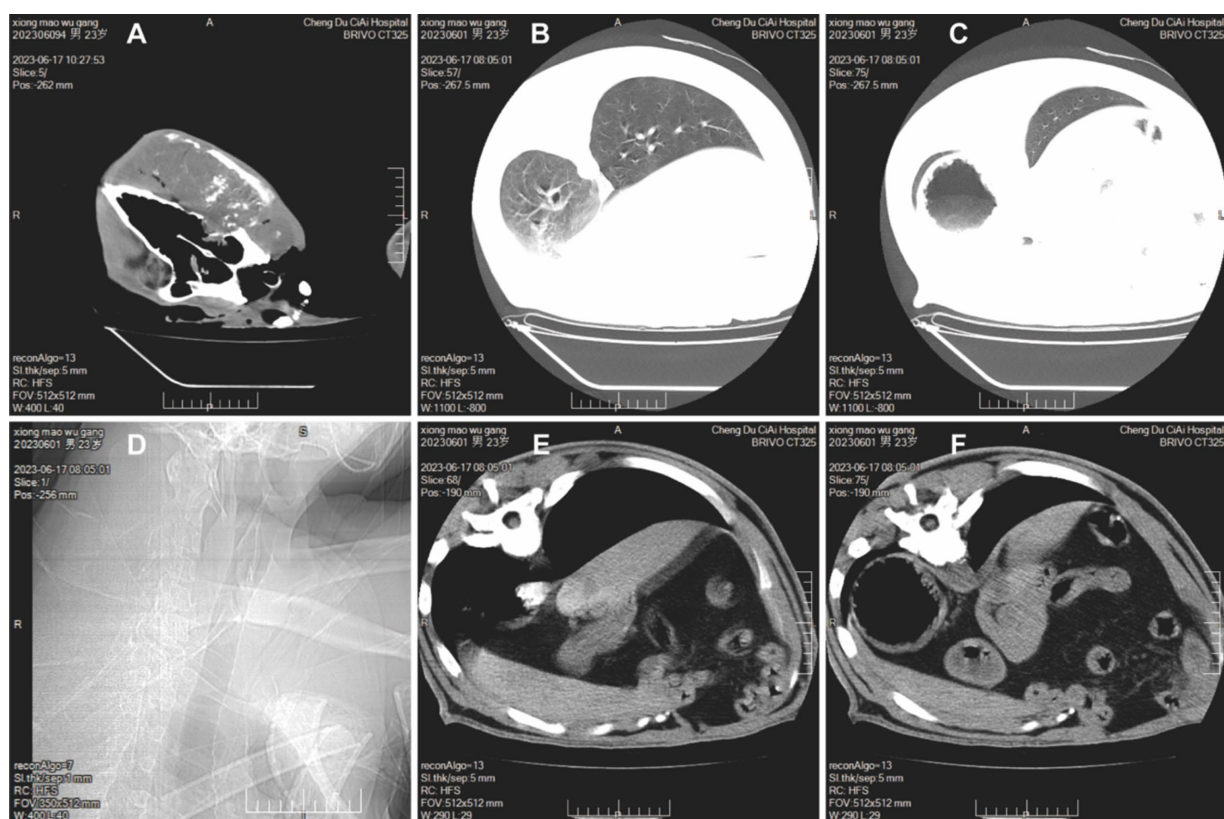 xiong mao wu gang
202306094 男 23岁
A
A
Cheng Du CiAi Hospital
BRIVO CT325
2023-06-17 10:27:53
Slice:5/
Pos:-262 mm
R
reconAlgo=13
Sl.thk/sep:5 mm
RC: HFS
FOV:512x512 mm
W:400 L:40
P
xiong mao wu gang
20230601 男 23岁
B
A
Cheng Du CiAi Hospital
BRIVO CT325
2023-06-17 08:05:01
Slice:57/
Pos:-267.5 mm
R
L
reconAlgo=13
Sl.thk/sep:5 mm
RC: HFS
FOV:512x512 mm
W:1100 L:-800
P
xiong mao wu gang
20230601 男 23岁
A
C
Cheng Du CiAi Hospital
BRIVO CT325
2023-06-17 08:05:01
Slice:75/
Pos:-267.5 mm
R
L
reconAlgo=13
Sl.thk/sep:5 mm
RC: HFS
FOV:512x512 mm
W:1100 L:-800
P
xiong mao wu gang
20230601 男 23岁
D
S
2023-06-17 08:05:01
Slice:1/
Pos:-256 mm
R
reconAlgo=7
Sl.thk/sep:1 mm
RC: HFS
FOV:350x512 mm
W:400 L:40
xiong mao wu gang
20230601 男 23岁
E
A
Cheng Du CiAi Hospital
BRIVO CT325
2023-06-17 08:05:01
Slice:68/
Pos:-190 mm
R
reconAlgo=13
Sl.thk/sep:5 mm
RC: HFS
FOV:512x512 mm
W:290 L:29
P
xiong mao wu gang
20230601 男 23岁
A
F
Cheng Du CiAi Hospital
BRIVO CT325
2023-06-17 08:05:01
Slice:75/
Pos:-190 mm
R
reconAlgo=13
Sl.thk/sep:5 mm
RC: HFS
FOV:512x512 mm
W:290 L:29
P